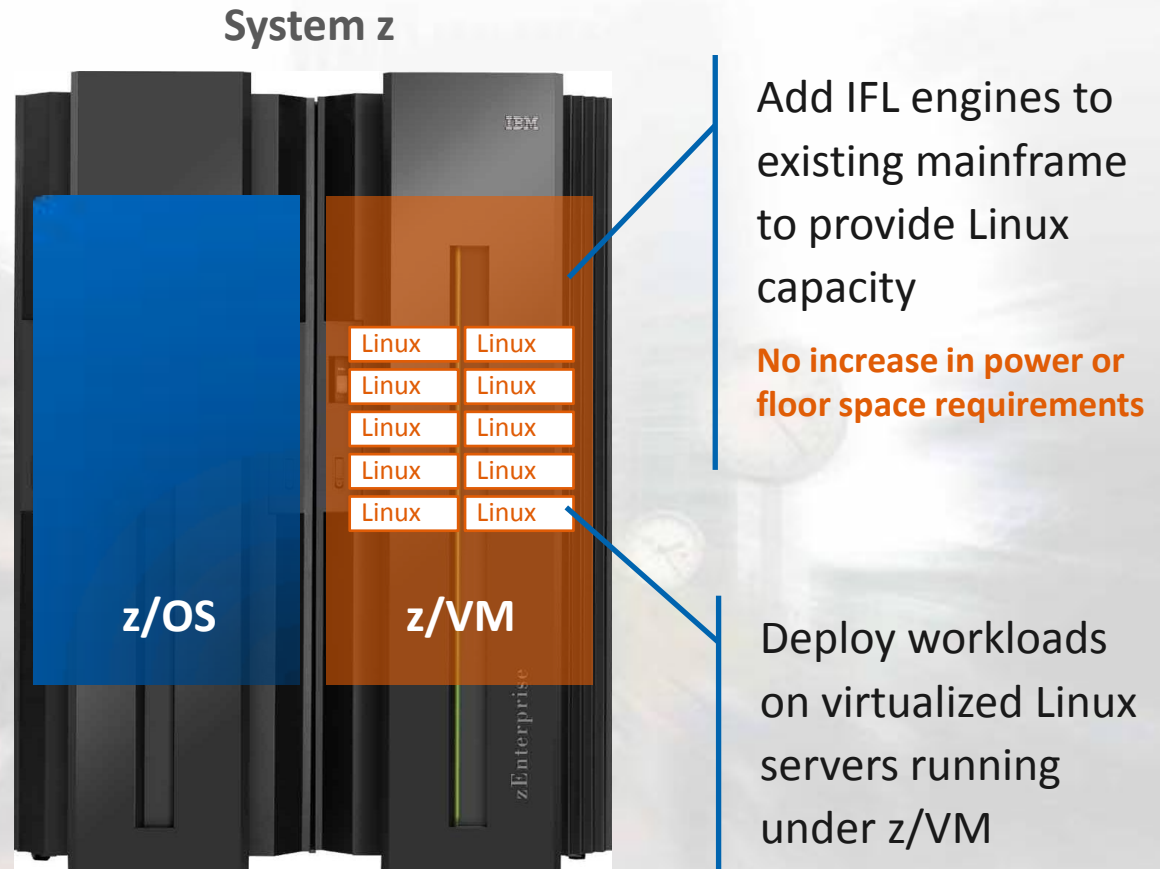 System z
IBM
Linux Linux
Linux Linux
Linux Linux
Linux Linux
Linux Linux
z/OS
z/VM
zEnterprise
Add IFL engines to
existing mainframe
to provide Linux
capacity
No increase in power or
floor space requirements
Deploy workloads
on virtualized Linux
servers running
under z/VM